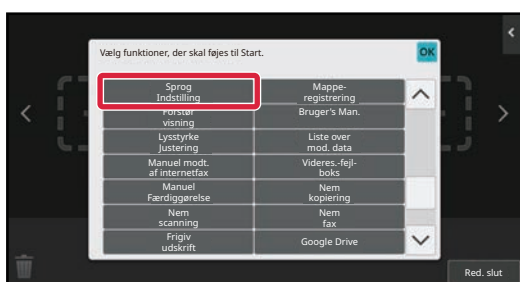 Vælg funktioner, der skal føjes til Start.
OK
Sprog
Indstilling
Mappe-
registrering
Forstør
visning
Bruger's Man.
Lysstyrke
Justering
Liste over
mod. data
Manuel modt.
af internetfax
Videres.-fejl-
boks
Manuel
Færdiggørelse
Nem
kopiering
Nem
scanning
Nem
fax
Frigiv
udskrift
Google Drive
Red. slut